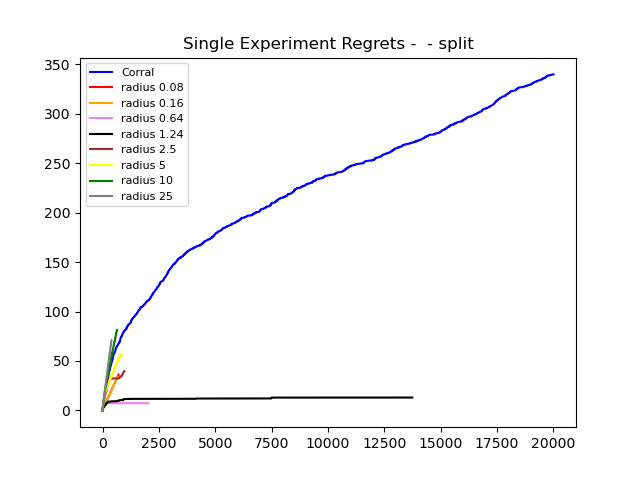 Single Experiment Regrets -  - split
350
300
250
200
150
100
50
0
Corral
radius 0.08
radius 0.16
radius 0.64
radius 1.24
radius 2.5
radius 5
radius 10
radius 25
0 2500 5000 7500 10000 12500 15000 17500 20000